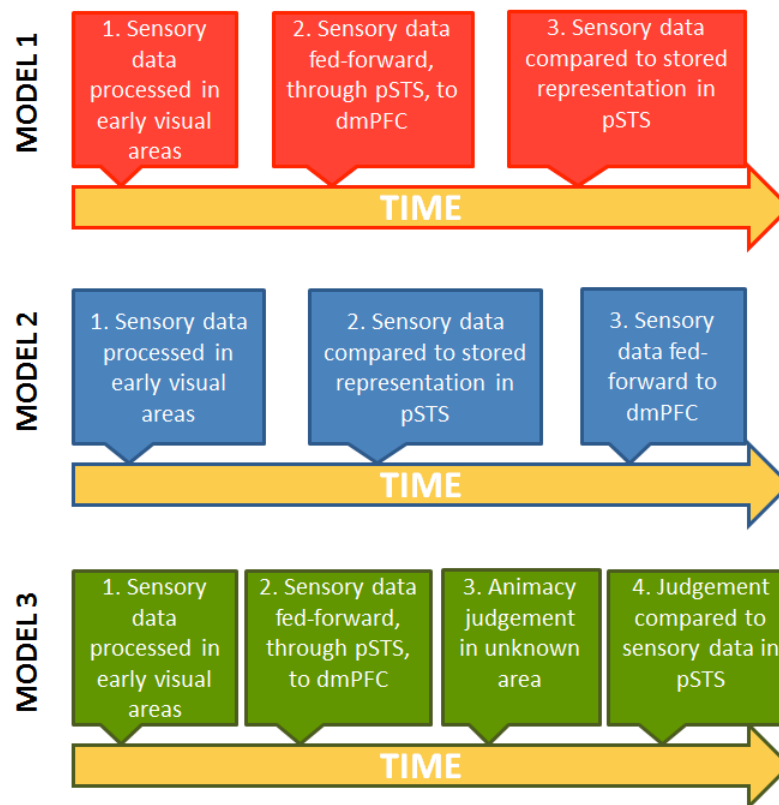 MODEL 1
1. Sensory
data
processed in
early visual
areas
2. Sensory data
fed-forward,
through pSTS, to
dmPFC
3. Sensory data
compared to stored
representation in
pSTS
TIME
MODEL 2
1. Sensory data
processed in
early visual
areas
2. Sensory data
compared to stored
representation in
pSTS
3. Sensory
data fed-
forward to
dmPFC
TIME
MODEL 3
1. Sensory
data
processed in
early visual
areas
2. Sensory data
fed-forward,
through pSTS,
to dmPFC
3. Animacy
judgement
in unknown
area
4. Judgement
compared to
sensory data in
pSTS
TIME